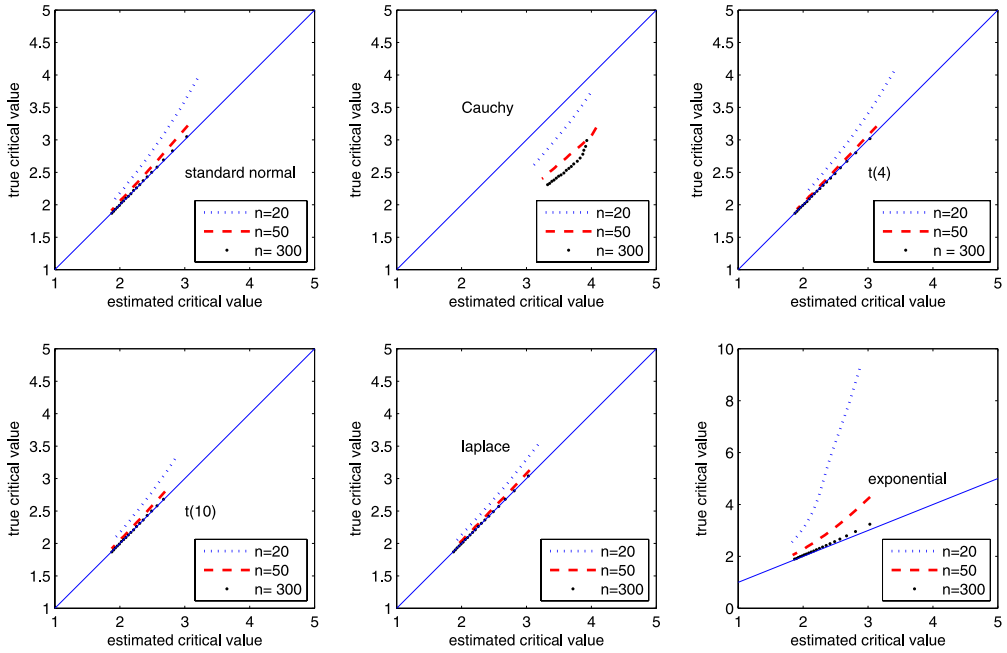 5
4.5
4
3.5
3
2.5
2
1.5
1
true critical value
standard normal
n=20
n=50
n= 300
1 2 3 4 5
estimated critical value
5
4.5
4
3.5
3
2.5
2
1.5
1
true critical value
Cauchy
n=20
n=50
n= 300
1 2 3 4 5
estimated critical value
5
4.5
4
3.5
3
2.5
2
1.5
1
true critical value
t(4)
n=20
n=50
n = 300
1 2 3 4 5
estimated critical value
5
4.5
4
3.5
3
2.5
2
1.5
1
true critical value
t(10)
n=20
n=50
n= 300
1 2 3 4 5
estimated critical value
5
4.5
4
3.5
3
2.5
2
1.5
1
true critical value
laplace
n=20
n=50
n= 300
1 2 3 4 5
estimated critical value
10
8
6
4
2
0
true critical value
exponential
n=20
n=50
n=300
1 2 3 4 5
estimated critical value